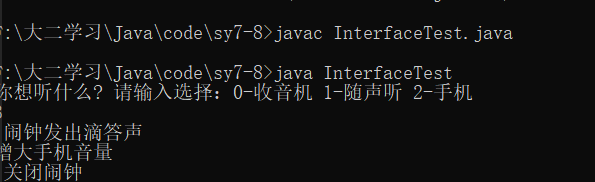 :\大二学习\Java\code\sy7-8>javac InterfaceTest.java
:\大二学习\Java\code\sy7-8>java InterfaceTest
你想听什么? 请输入选择: 0-收音机 1-随声听 2-手机
闹钟发出滴答声
增大手机音量
关闭闹钟